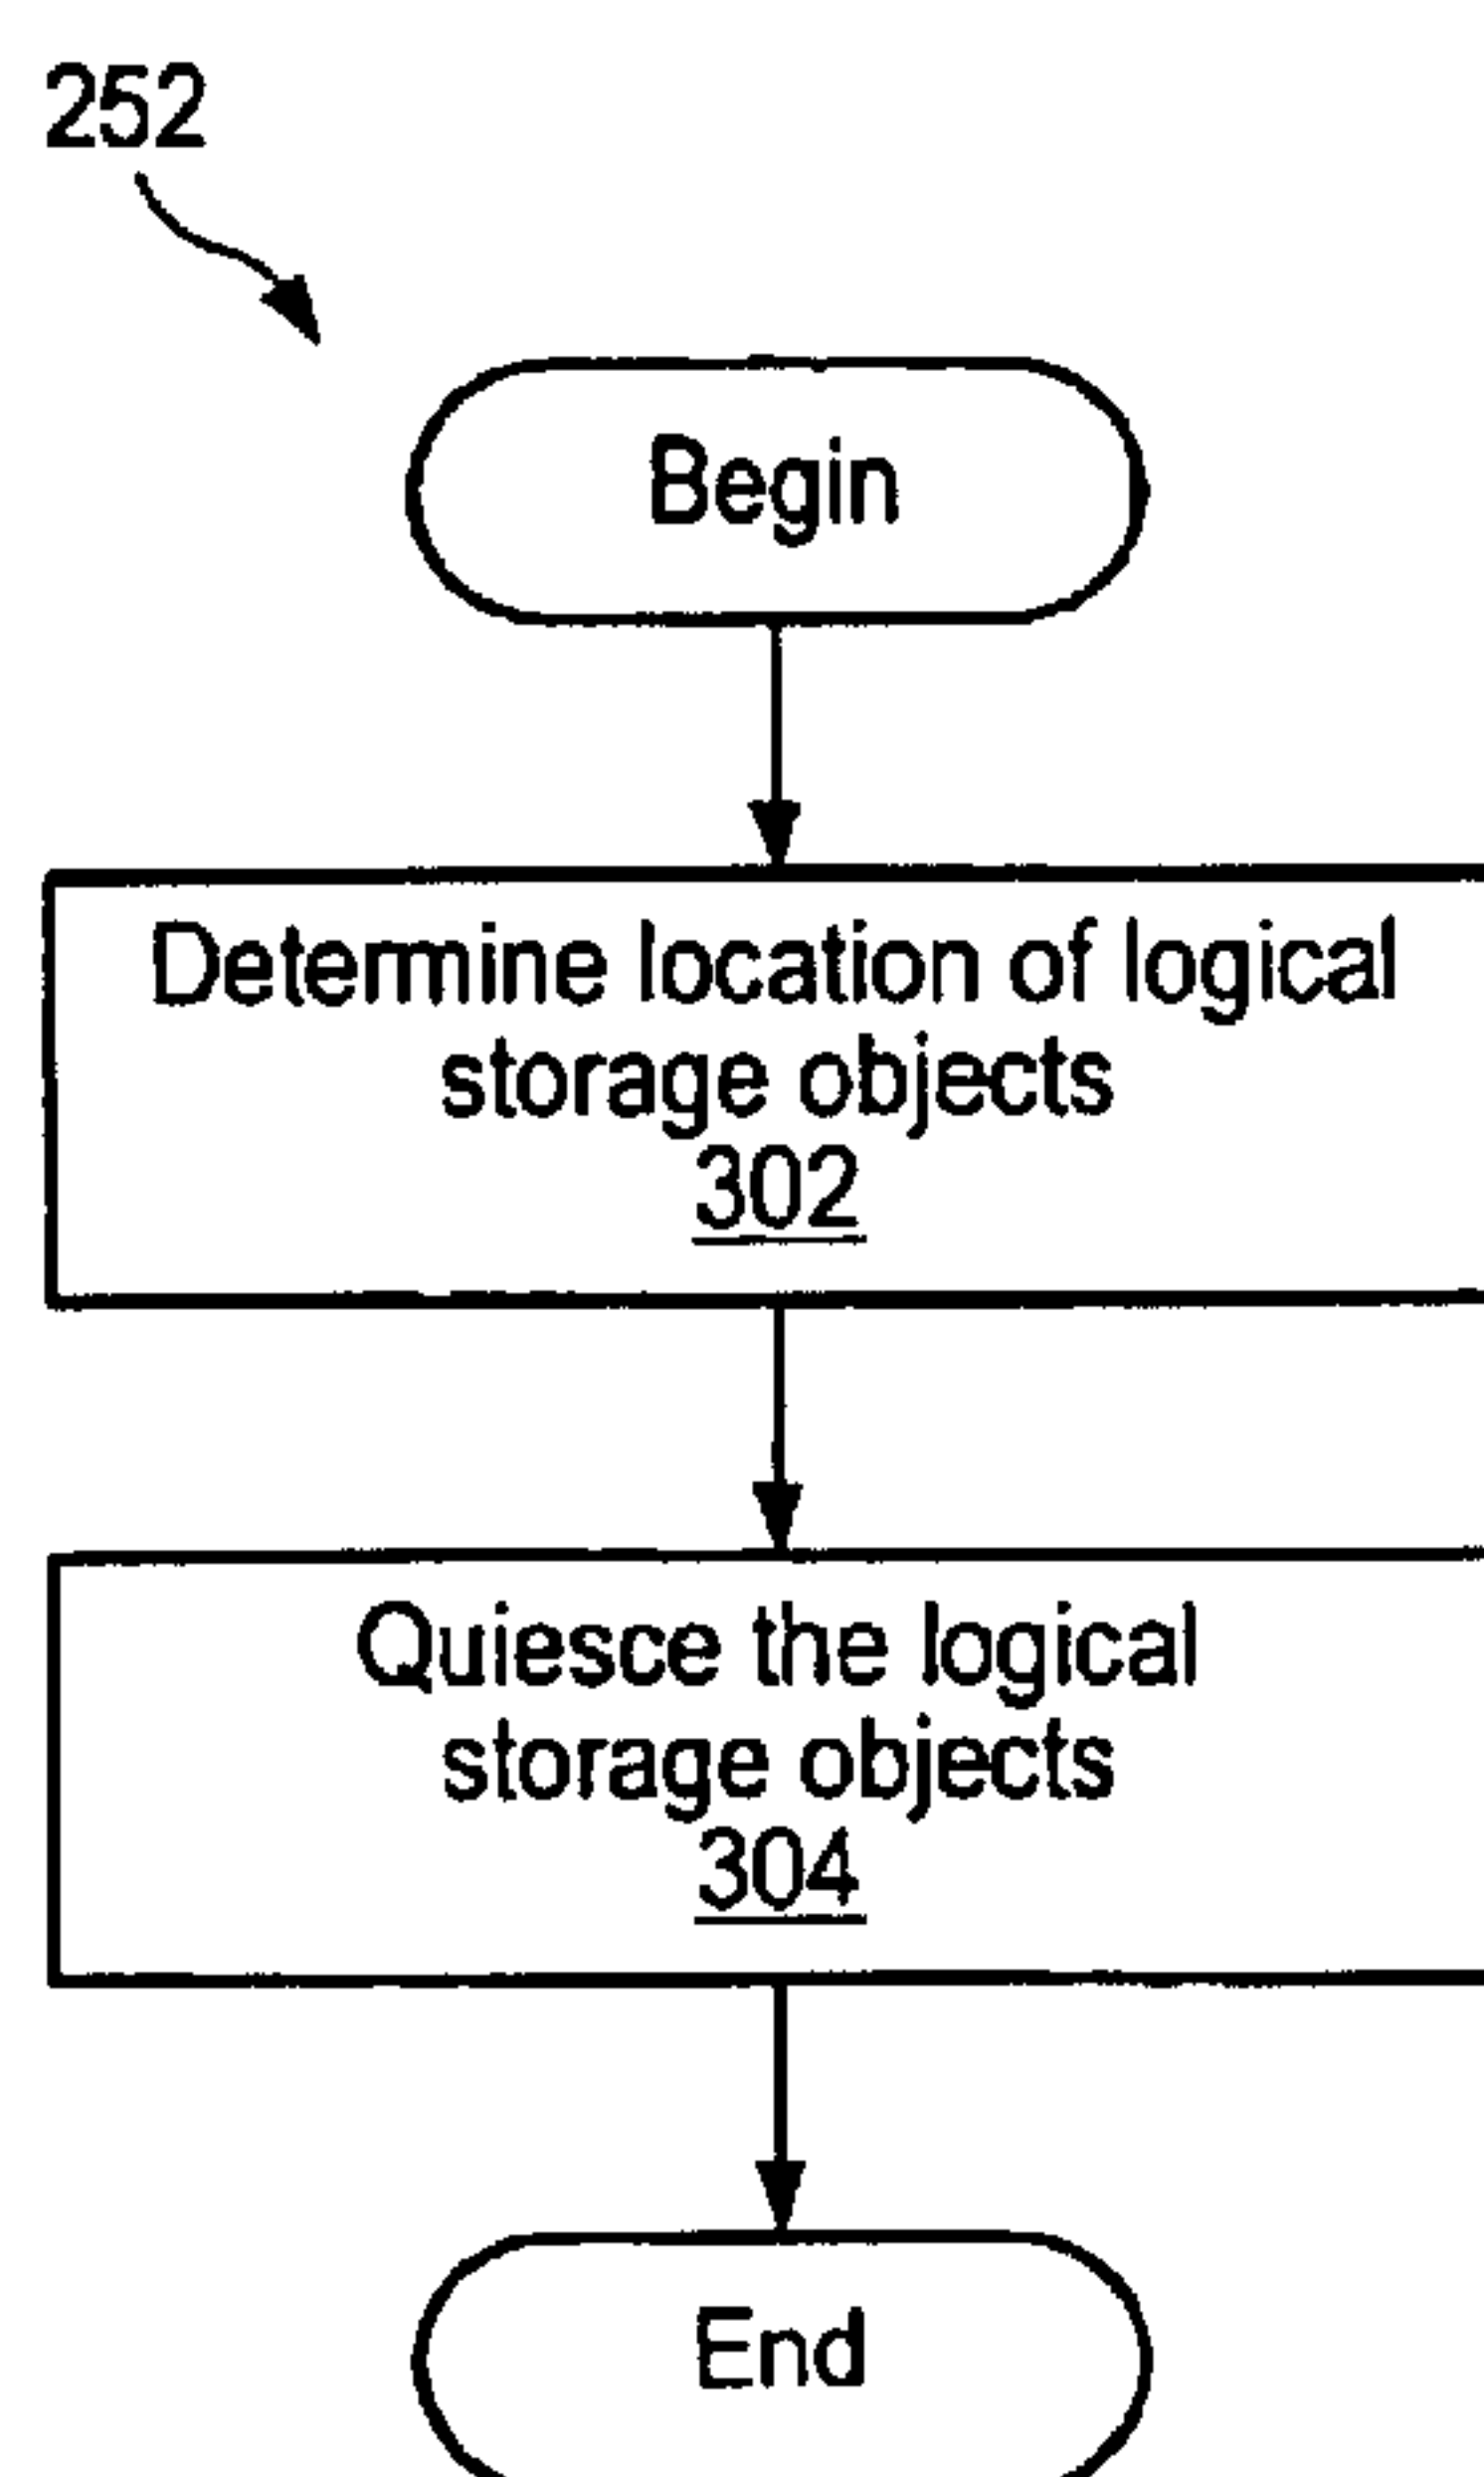 252
Begin
Determine location of logical
storage objects
302
Quiesce the logical
storage objects
304
End